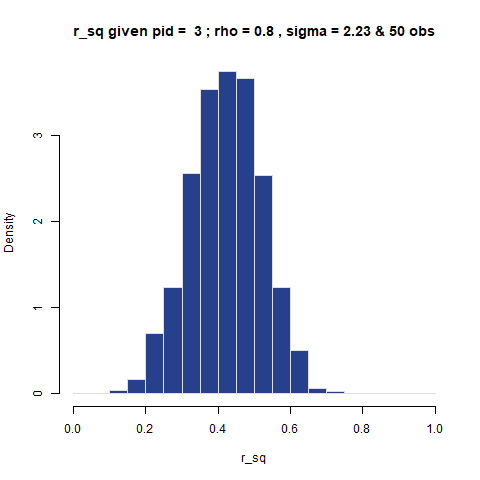 r_sq given pid =  3 ; rho = 0.8 , sigma = 2.23 & 50 obs
Density
3
2
1
0
0.0 0.2 0.4 0.6 0.8 1.0
r_sq